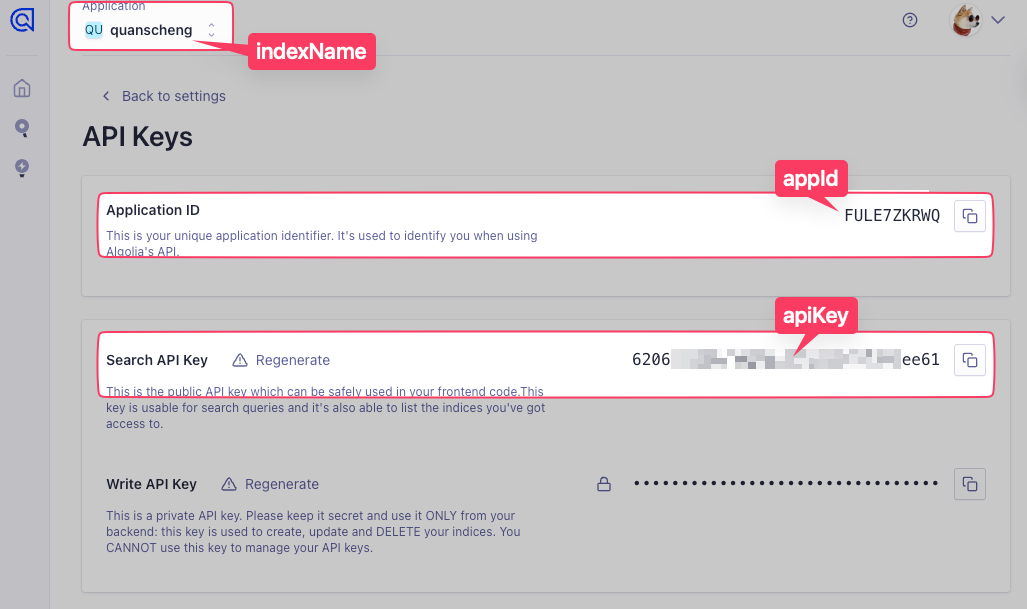 Application
QU quanscheng
indexName
Back to settings
API Keys
appId
Application ID
FULE7ZKRWQ
This is your unique application identifier. It's used to identify you when using
Algolia's API.
apiKey
Search API Key Regenerate 6206 ee61
This is the public API key which can be safely used in your frontend code.This
key is usable for search queries and it's also able to list the indices you've got
access to.
Write API Key Regenerate ••••••••••••••••••••••••••••••••
This is a private API key. Please keep it secret and use it ONLY from your
backend: this key is used to create, update and DELETE your indices. You
CANNOT use this key to manage your API keys.